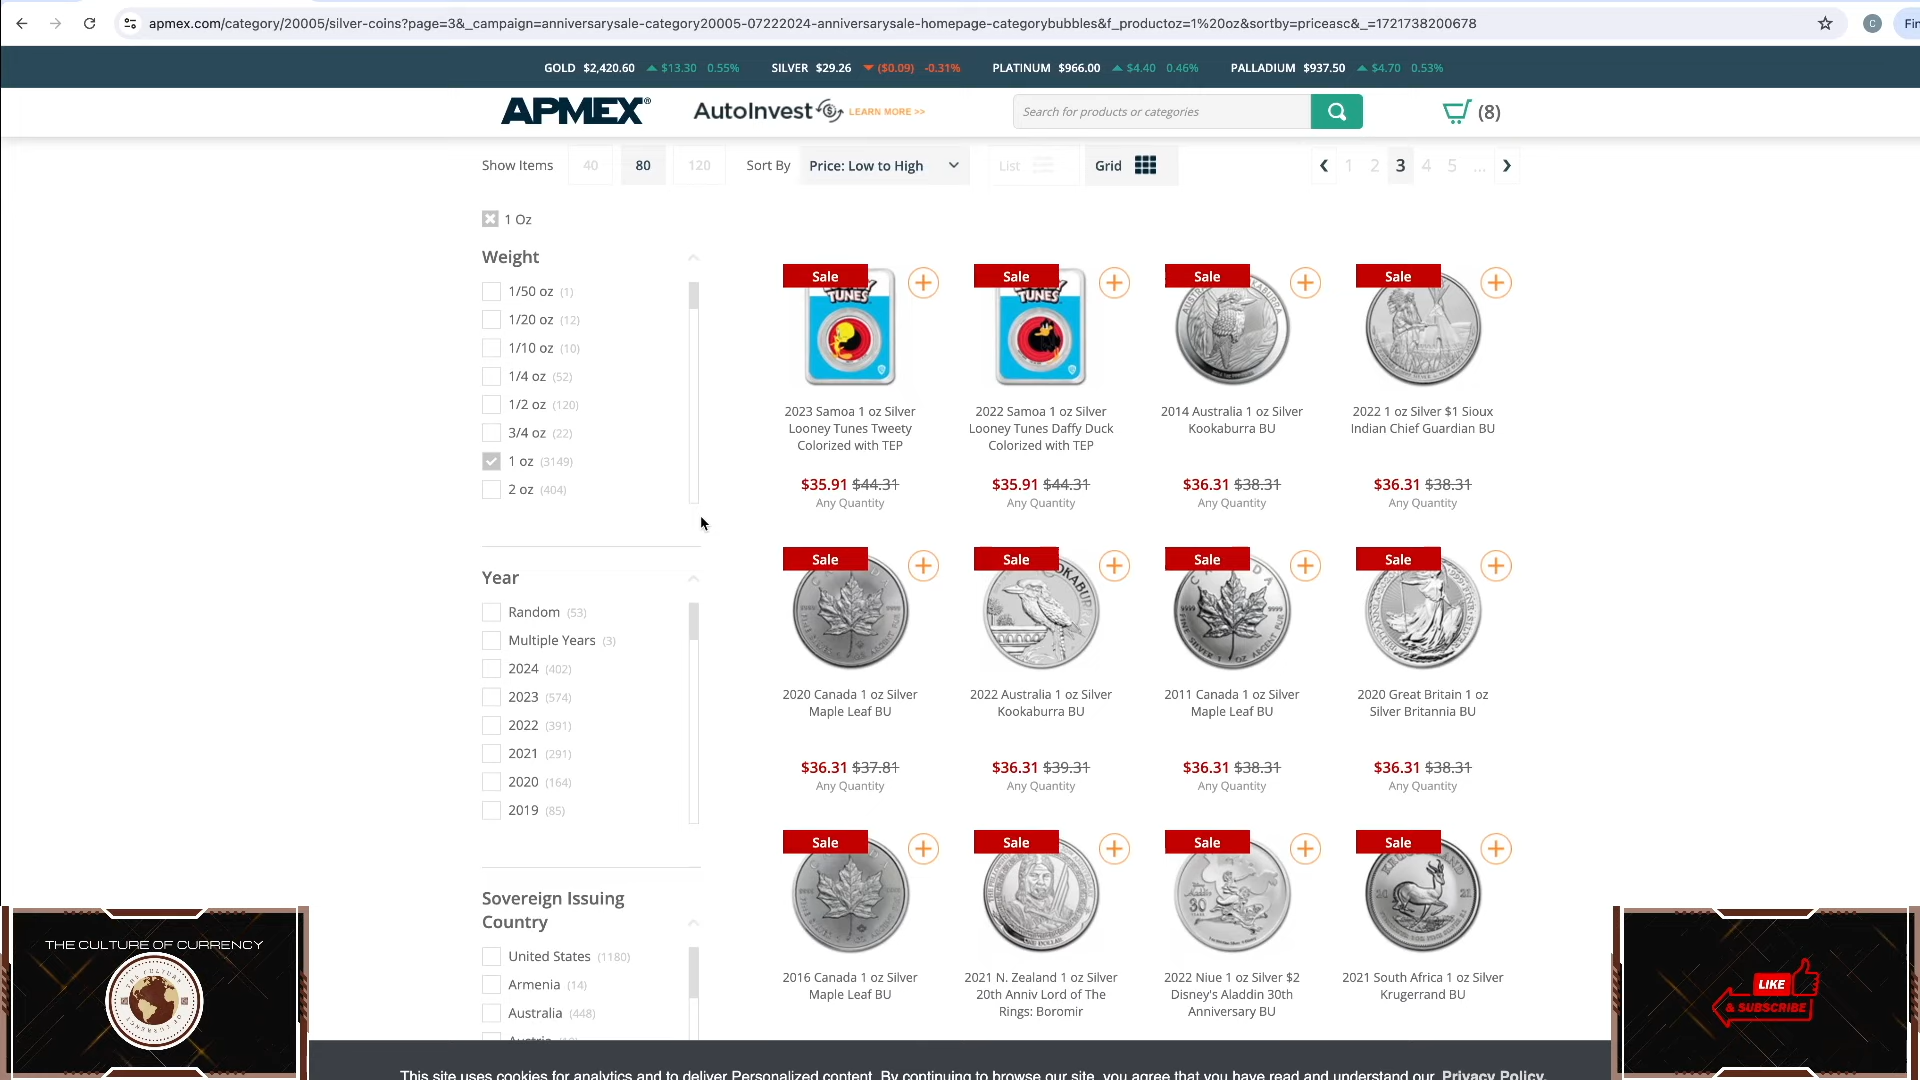 apmex.com/category/20005/silver-coins?page=3&_campaign=anniversarysale-category20005-07222024-anniversarysale-homepage-categorybubbles&f_productoz=1%20oz&sortby=priceasc&_=1721738200678
C
Fin
GOLD $2,420.60 $13.30 0.55% SILVER $29.26 ($0.09) -0.31% PLATINUM $966.00 $4.40 0.46% PALLADIUM $937.50 $4.70 0.53%
APMEX® AutoInvest LEARN MORE >> Search for products or categories (8)
Show Items 40 80 120 Sort By Price: Low to High List Grid 1 2 3 4 5 ...
1 Oz
Weight
1/50 oz (1)
1/20 oz (12)
1/10 oz (10)
1/4 oz (52)
1/2 oz (120)
3/4 oz (22)
1 oz (3149)
2 oz (404)
Year
Random (53)
Multiple Years (3)
2024 (402)
2023 (574)
2022 (391)
2021 (291)
2020 (164)
2019 (85)
Sovereign Issuing
Country
United States (1180)
Armenia (14)
Australia (448)
Sale
TUNES
2023 Samoa 1 oz Silver
Looney Tunes Tweety
Colorized with TEP
$35.91 $44.31
Any Quantity
Sale
TUNES
2022 Samoa 1 oz Silver
Looney Tunes Daffy Duck
Colorized with TEP
$35.91 $44.31
Any Quantity
Sale
2014 Australia 1 oz Silver
Kookaburra BU
$36.31 $38.31
Any Quantity
Sale
2022 1 oz Silver $1 Sioux
Indian Chief Guardian BU
$36.31 $38.31
Any Quantity
Sale
2020 Canada 1 oz Silver
Maple Leaf BU
$36.31 $37.81
Any Quantity
Sale
2022 Australia 1 oz Silver
Kookaburra BU
$36.31 $39.31
Any Quantity
Sale
2011 Canada 1 oz Silver
Maple Leaf BU
$36.31 $38.31
Any Quantity
Sale
2020 Great Britain 1 oz
Silver Britannia BU
$36.31 $38.31
Any Quantity
Sale
2016 Canada 1 oz Silver
Maple Leaf BU
Sale
2021 N. Zealand 1 oz Silver
20th Anniv Lord of The
Rings: Boromir
Sale
30
2022 Niue 1 oz Silver $2
Disney's Aladdin 30th
Anniversary BU
Sale
2021 South Africa 1 oz Silver
Krugerrand BU
THE CULTURE OF CURRENCY
LIKE
& SUBSCRIBE
This site uses cookies for analytics and to deliver Personalized content. By continuing to browse our site, you agree that you have read and understand our Privacy Policy.